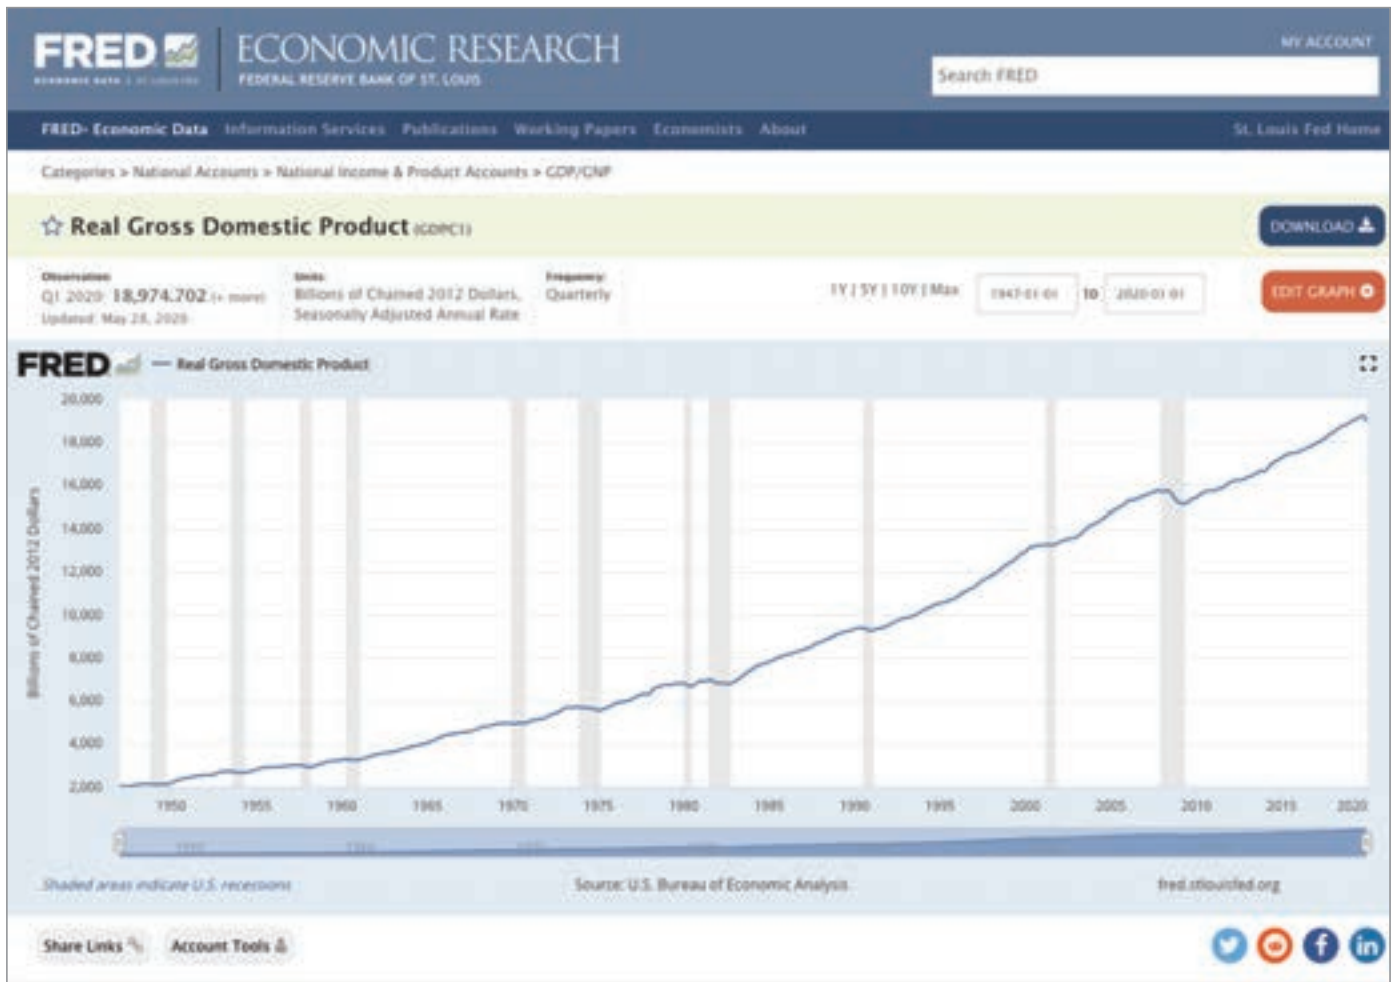 FRED ECONOMIC RESEARCH
FEDERAL RESERVE BANK OF ST. LOUIS
MY ACCOUNT
Search FRED
FRED- Economic Data Information Services Publications Working Papers Economists About St. Louis Fed Home
Categories > National Accounts > National Income & Product Accounts > GDP/GNP
Real Gross Domestic Product (GDPC1)
DOWNLOAD
Observation:
Q1 2020: 18,974.702 (+ more)
Updated: May 28, 2020
Units:
Billions of Chained 2012 Dollars,
Seasonally Adjusted Annual Rate
Frequency:
Quarterly
1Y | 5Y | 10Y | Max
1947-01-01 to 2020-01-01
EDIT GRAPH
FRED — Real Gross Domestic Product
Billions of Chained 2012 Dollars
20,000
18,000
16,000
14,000
12,000
10,000
8,000
6,000
4,000
2,000
1950 1955 1960 1965 1970 1975 1980 1985 1990 1995 2000 2005 2010 2015 2020
Shaded areas indicate U.S. recessions
Source: U.S. Bureau of Economic Analysis
fred.stlouisfed.org
Share Links
Account Tools
in